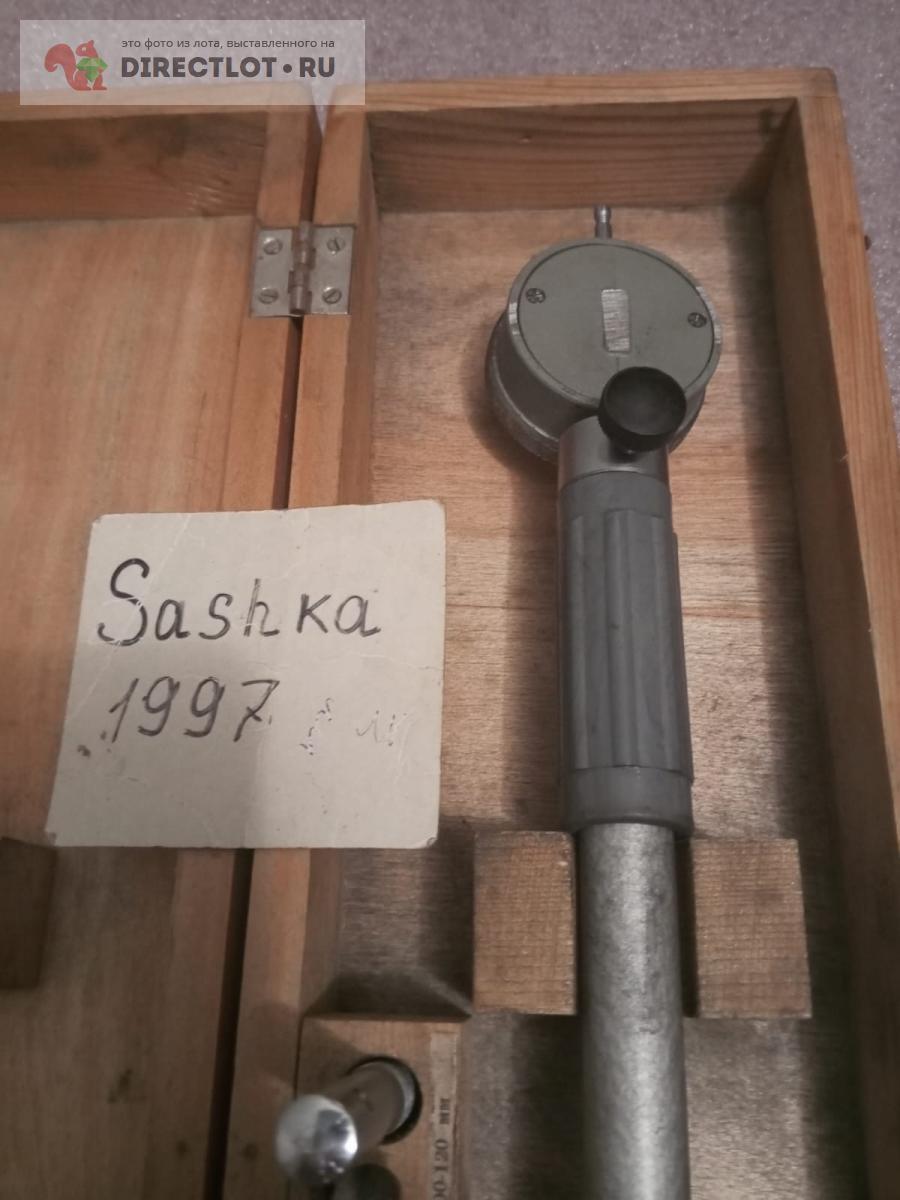 это фото из лота, выставленного на
DIRECTLOT•RU
Sashka
1997